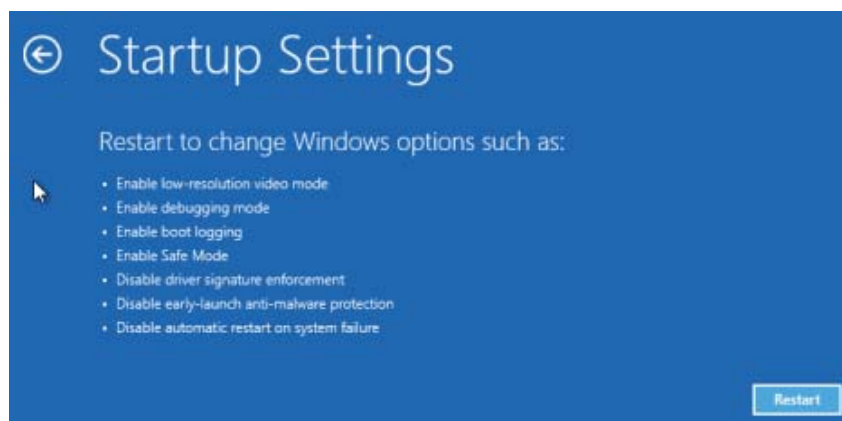 Startup Settings
Restart to change Windows options such as:
• Enable low-resolution video mode
• Enable debugging mode
• Enable boot logging
• Enable Safe Mode
• Disable driver signature enforcement
• Disable early-launch anti-malware protection
• Disable automatic restart on system failure
Restart